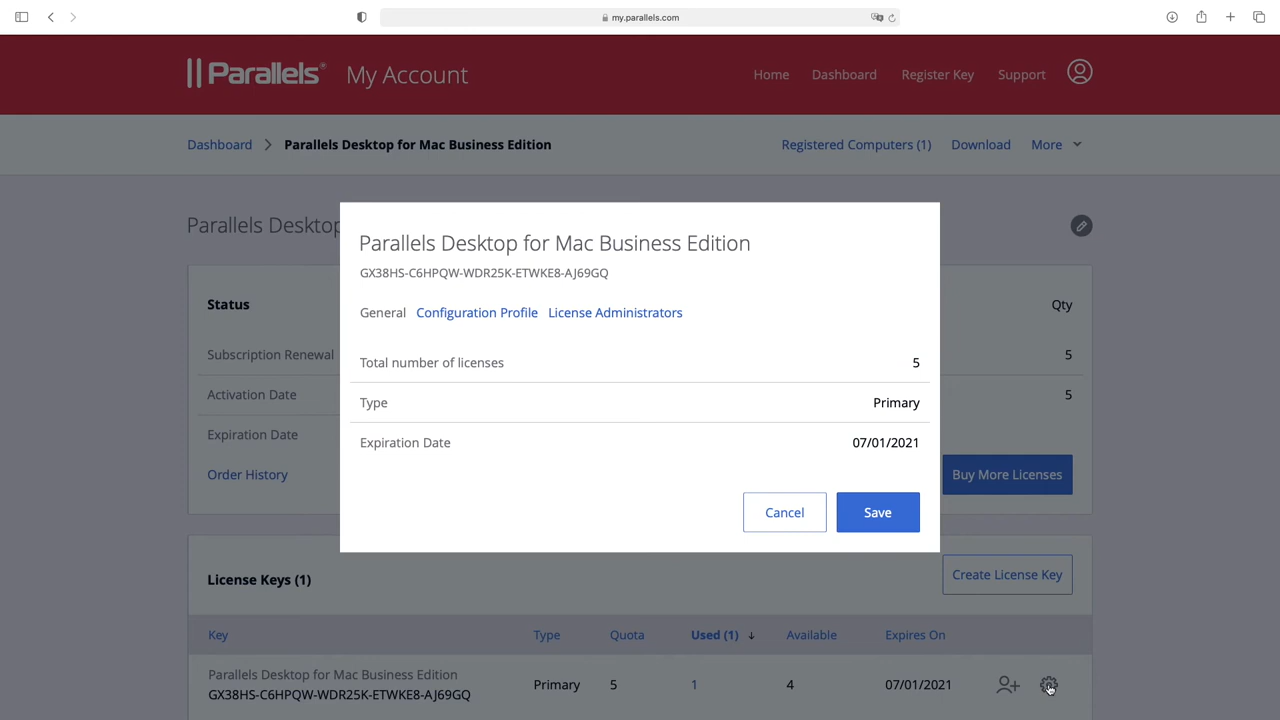 my.parallels.com
Parallels® My Account Home Dashboard Register Key Support
Dashboard Parallels Desktop for Mac Business Edition Registered Computers (1) Download More
Parallels Desktop
Parallels Desktop for Mac Business Edition
GX38HS-C6HPQW-WDR25K-ETWKE8-AJ69GQ
General Configuration Profile License Administrators
Total number of licenses 5
Type Primary
Expiration Date 07/01/2021
Cancel Save
Status Qty
Subscription Renewal 5
Activation Date 5
Expiration Date
Order History Buy More Licenses
License Keys (1) Create License Key
Key Type Quota Used (1) ↓ Available Expires On
Parallels Desktop for Mac Business Edition
GX38HS-C6HPQW-WDR25K-ETWKE8-AJ69GQ Primary 5 1 4 07/01/2021